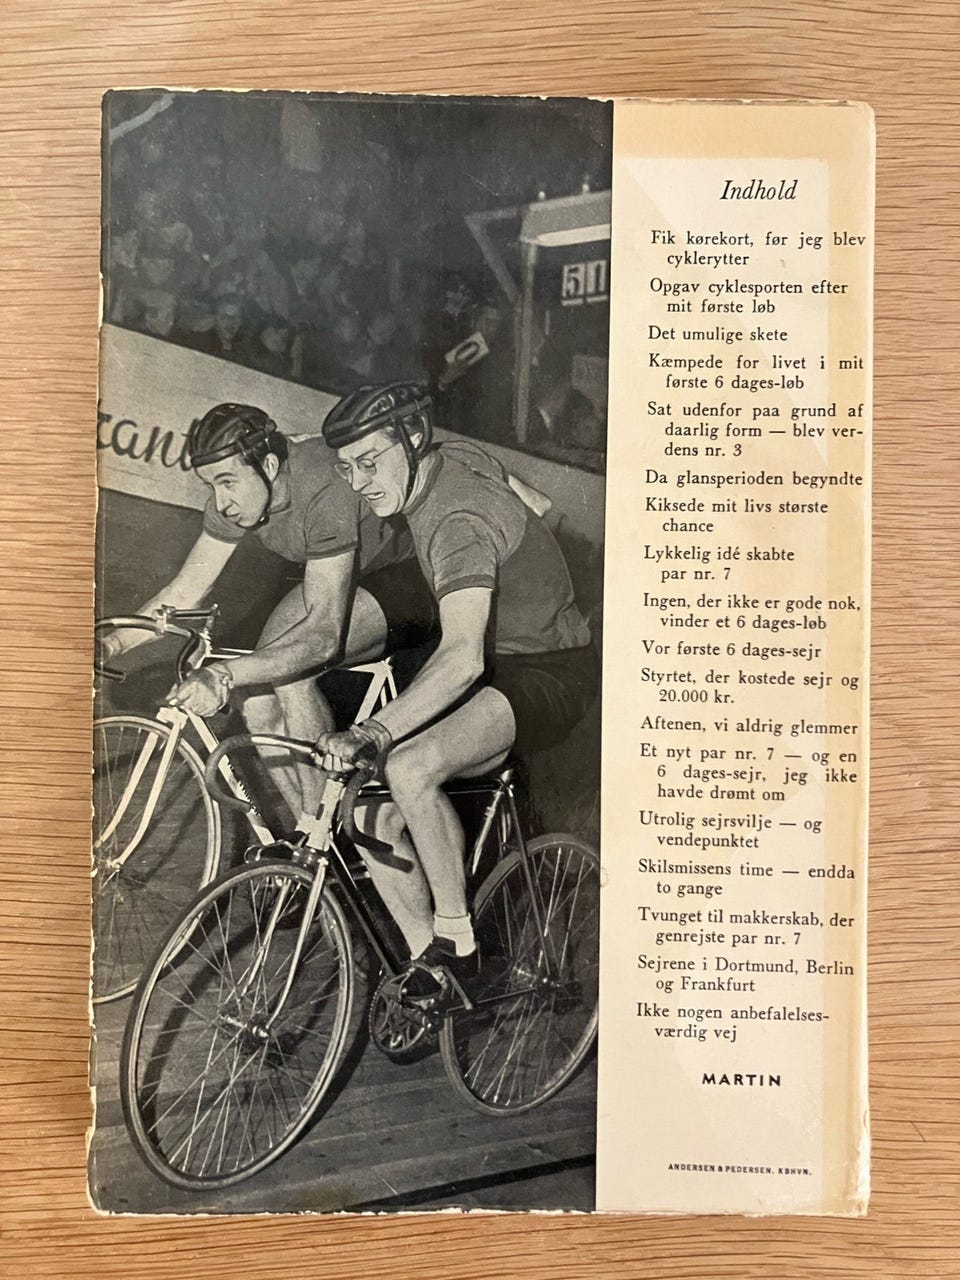 Indhold
Fik kørekort, før jeg blev
cyklerytter
Opgav cyklesporten efter
mit første løb
Det umulige skete
Kæmpede for livet i mit
første 6 dages-løb
Sat udenfor paa grund af
daarlig form — blev ver-
dens nr. 3
Da glansperioden begyndte
Kiksede mit livs største
chance
Lykkelig idé skabte
par nr. 7
Ingen, der ikke er gode nok,
vinder et 6 dages-løb
Vor første 6 dages-sejr
Styrtet, der kostede sejr og
20.000 kr.
Aftenen, vi aldrig glemmer
Et nyt par nr. 7 — og en
6 dages-sejr, jeg ikke
havde drømt om
Utrolig sejrsvilje — og
vendepunktet
Skilsmissens time — endda
to gange
Tvunget til makkerskab, der
genrejste par nr. 7
Sejrene i Dortmund, Berlin
og Frankfurt
Ikke nogen anbefalelses-
værdig vej
MARTIN
ANDERSEN & PEDERSEN, KBHVN.